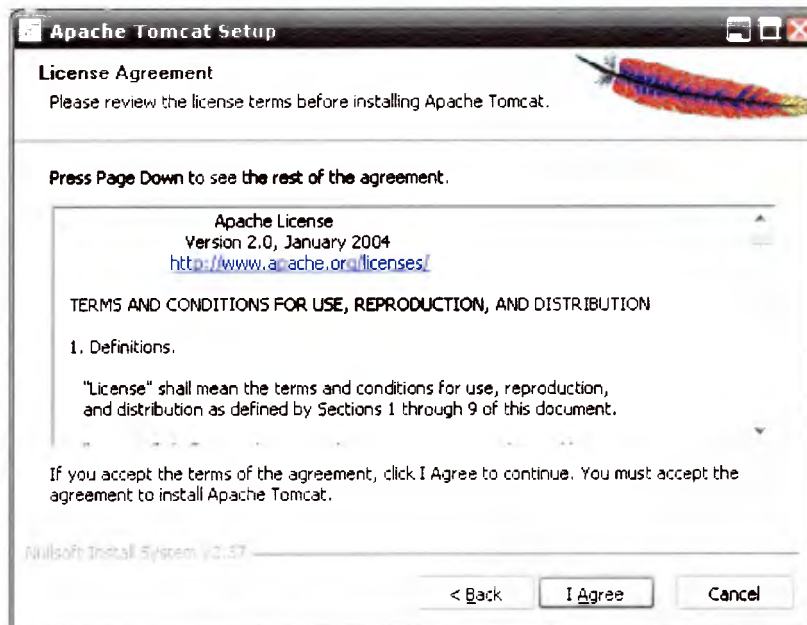 Apache Tomcat Setup
License Agreement
Please review the license terms before installing Apache Tomcat.
Press Page Down to see the rest of the agreement.
Apache License
Version 2.0, January 2004
http://www.apache.org/licenses/
TERMS AND CONDITIONS FOR USE, REPRODUCTION, AND DISTRIBUTION
1. Definitions.
"License" shall mean the terms and conditions for use, reproduction,
and distribution as defined by Sections 1 through 9 of this document.
If you accept the terms of the agreement, click I Agree to continue. You must accept the
agreement to install Apache Tomcat.
Nullsoft Install System v2.37
< Back
I Agree
Cancel